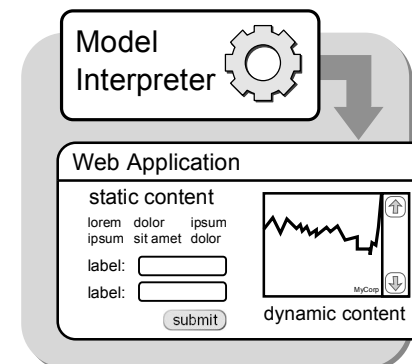 Model
Interpreter
Web Application
static content
lorem dolor ipsum
ipsum sit amet dolor
label:
label:
submit
MyCorp
dynamic content